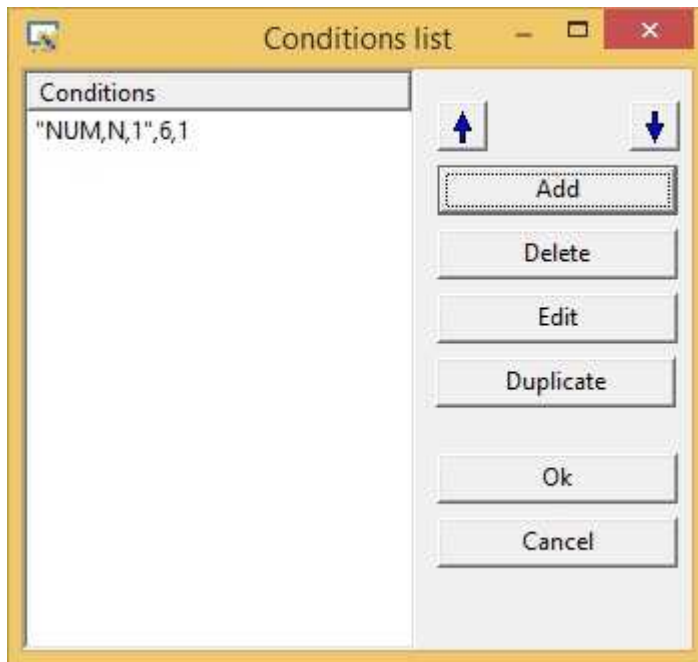 Conditions list
Conditions
"NUM,N,1",6,1
Add
Delete
Edit
Duplicate
Ok
Cancel